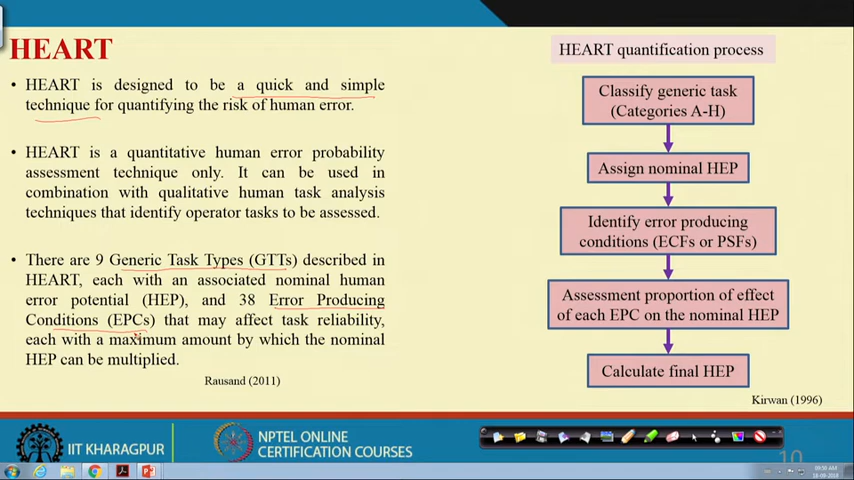 HEART
• HEART is designed to be a quick and simple
technique for quantifying the risk of human error.
• HEART is a quantitative human error probability
assessment technique only. It can be used in
combination with qualitative human task analysis
techniques that identify operator tasks to be assessed.
• There are 9 Generic Task Types (GTTs) described in
HEART, each with an associated nominal human
error potential (HEP), and 38 Error Producing
Conditions (EPCs) that may affect task reliability,
each with a maximum amount by which the nominal
HEP can be multiplied.
Rausand (2011)
HEART quantification process
Classify generic task
(Categories A-H)
Assign nominal HEP
Identify error producing
conditions (ECFs or PSFs)
Assessment proportion of effect
of each EPC on the nominal HEP
Calculate final HEP
Kirwan (1996)
IIT KHARAGPUR
NPTEL ONLINE
CERTIFICATION COURSES
10